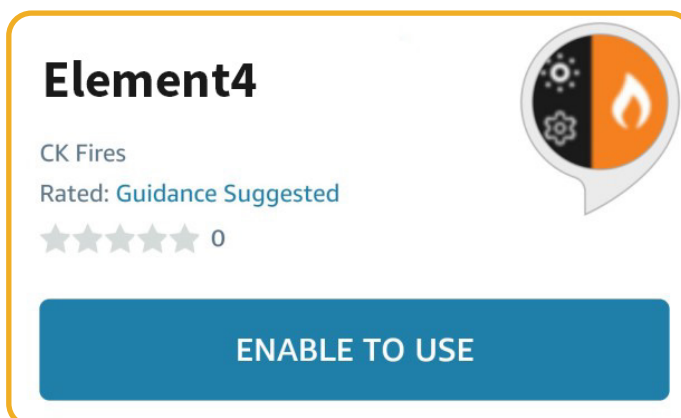 Element4
CK Fires
Rated: Guidance Suggested
0
ENABLE TO USE